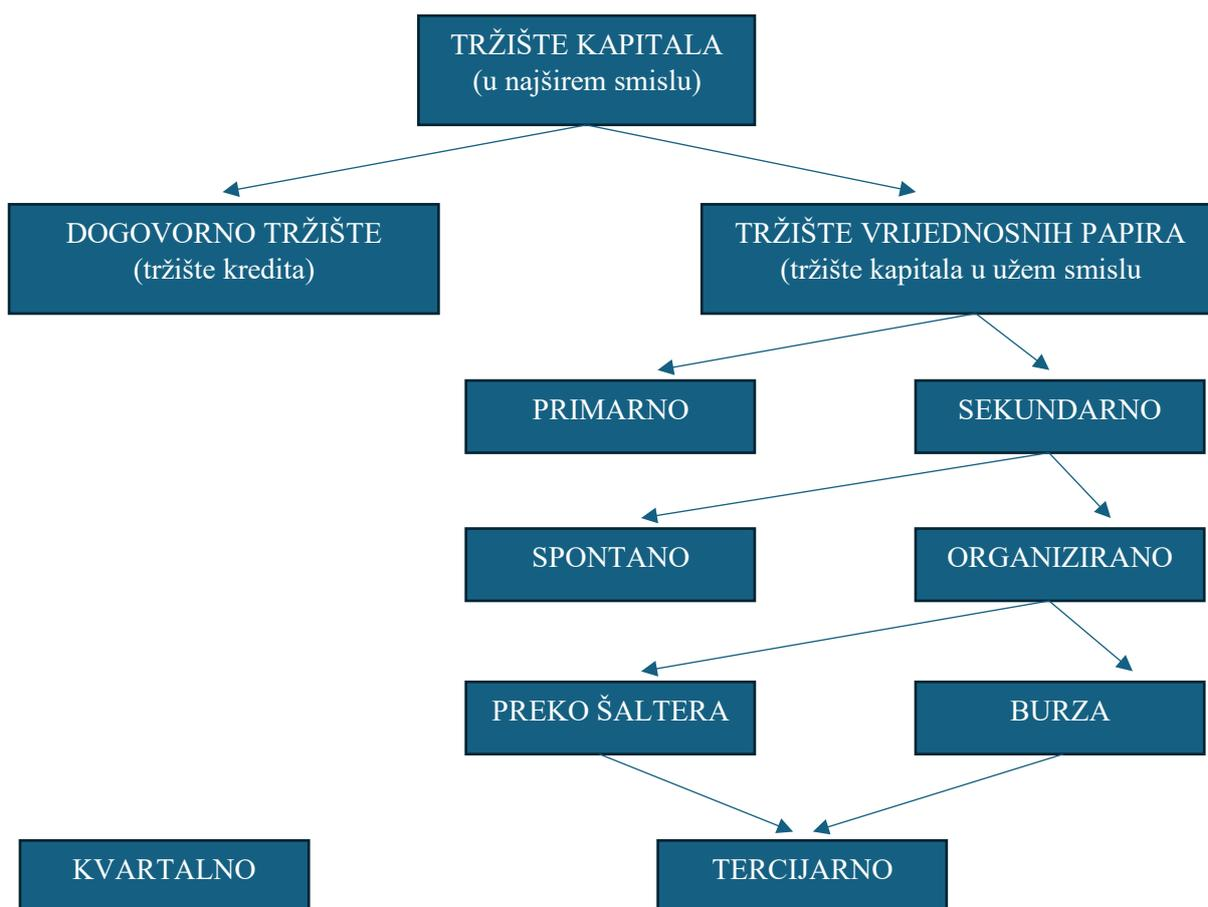 TRŽIŠTE KAPITALA
(u najširem smislu)
DOGOVORNO TRŽIŠTE
(tržište kredita)
TRŽIŠTE VRIJEDNOSNIH PAPIRA
(tržište kapitala u užem smislu
PRIMARNO
SEKUNDARNO
SPONTANO
ORGANIZIRANO
PREKO ŠALTERA
BURZA
KVARTALNO
TERCIJARNO